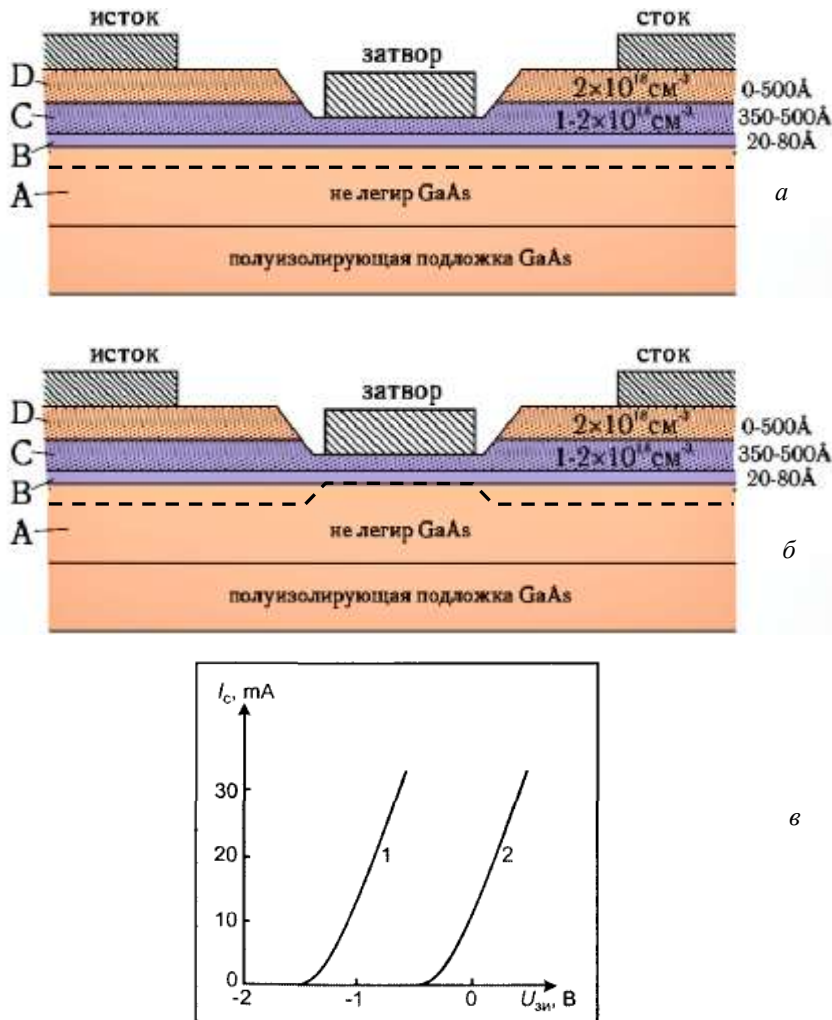 исток сток
затвор
D 2×10¹⁸см⁻³ 0-500Å
C 1-2×10¹⁸см⁻³ 350-500Å
B 20-80Å
A не легир GaAs а
полуизолирующая подложка GaAs
исток сток
затвор
D 2×10¹⁸см⁻³ 0-500Å
C 1-2×10¹⁸см⁻³ 350-500Å
B 20-80Å
A не легир GaAs б
полуизолирующая подложка GaAs
Iс, mA
30
20 1 2 в
10
0
-2 -1 0 Uзи, В